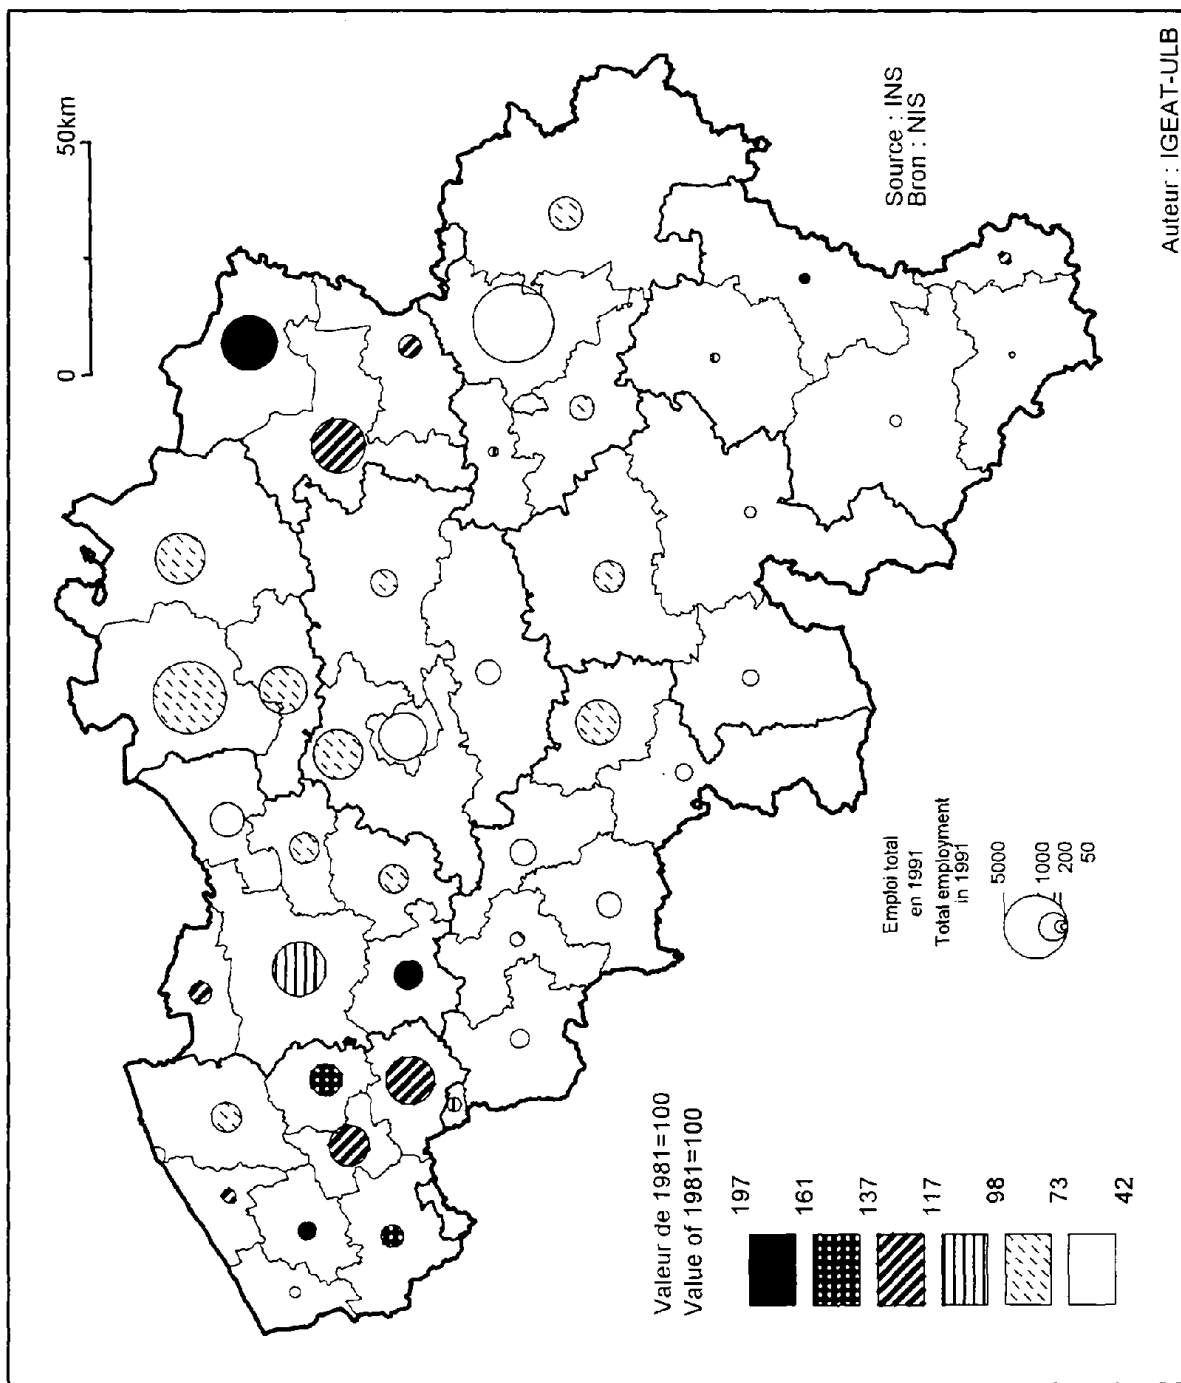 0 50km
Source : INS
Bron : NIS
Auteur : IGEAT-ULB
Emploi total
en 1991
Total employment
in 1991
5000
1000
200
50
Valeur de 1981=100
Value of 1981=100
197
161
137
117
98
73
42